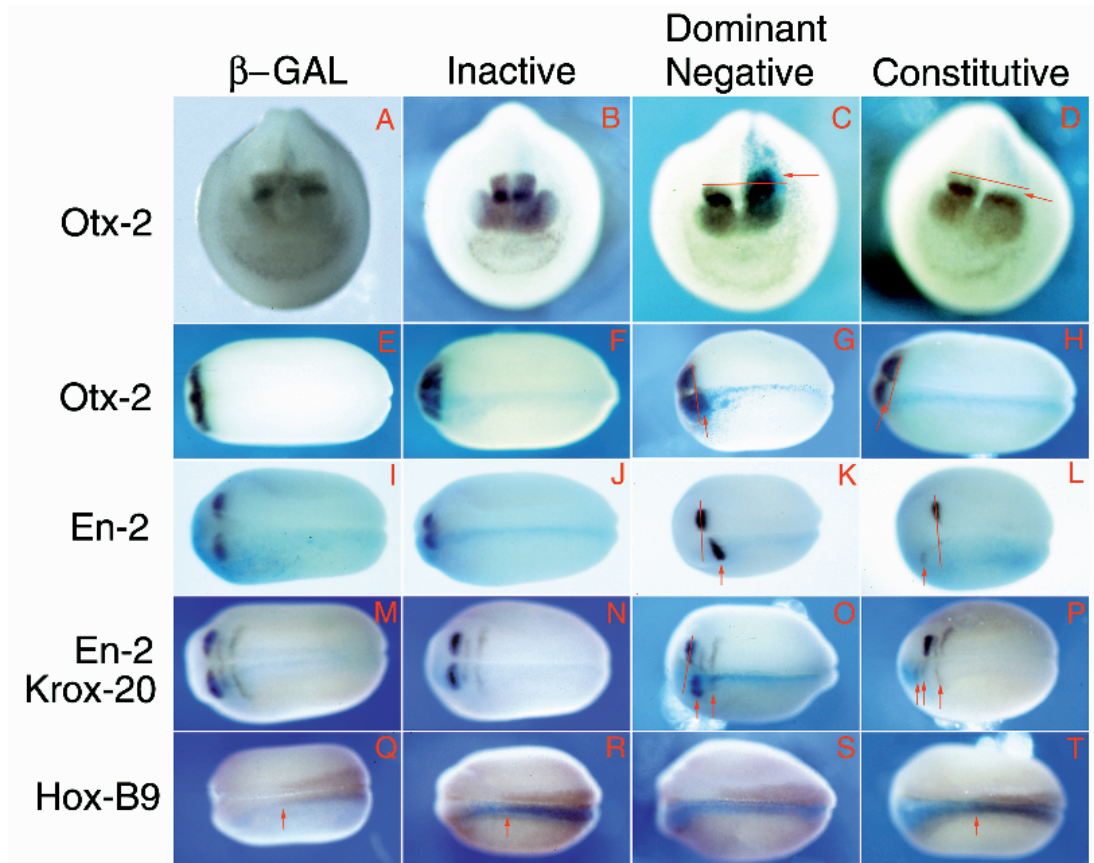 β–GAL
Inactive
Dominant
Negative
Constitutive
Otx-2
A
B
C
D
Otx-2
E
F
G
H
En-2
I
J
K
L
En-2
Krox-20
M
N
O
P
Hox-B9
Q
R
S
T